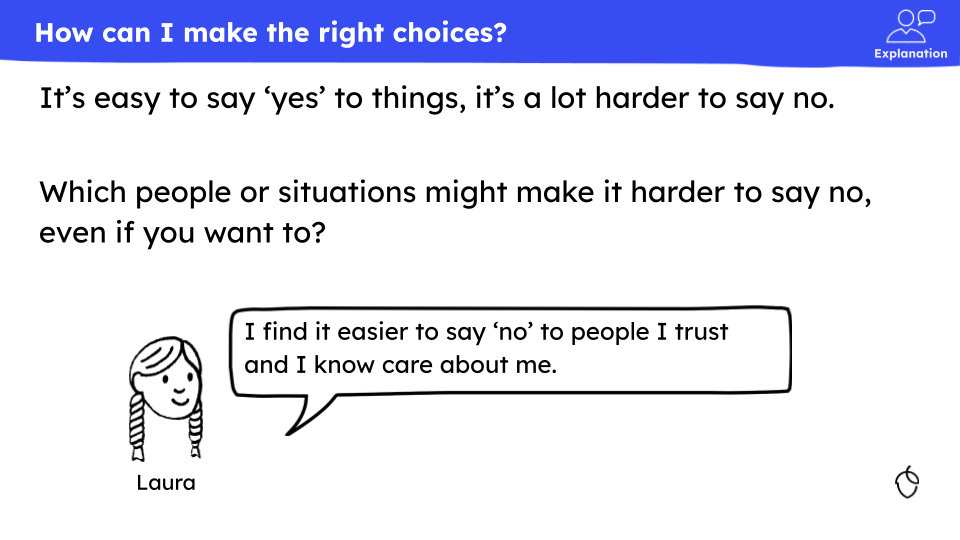 How can I make the right choices?
Explanation
It’s easy to say ‘yes’ to things, it’s a lot harder to say no.
Which people or situations might make it harder to say no,
even if you want to?
I find it easier to say ‘no’ to people I trust
and I know care about me.
Laura